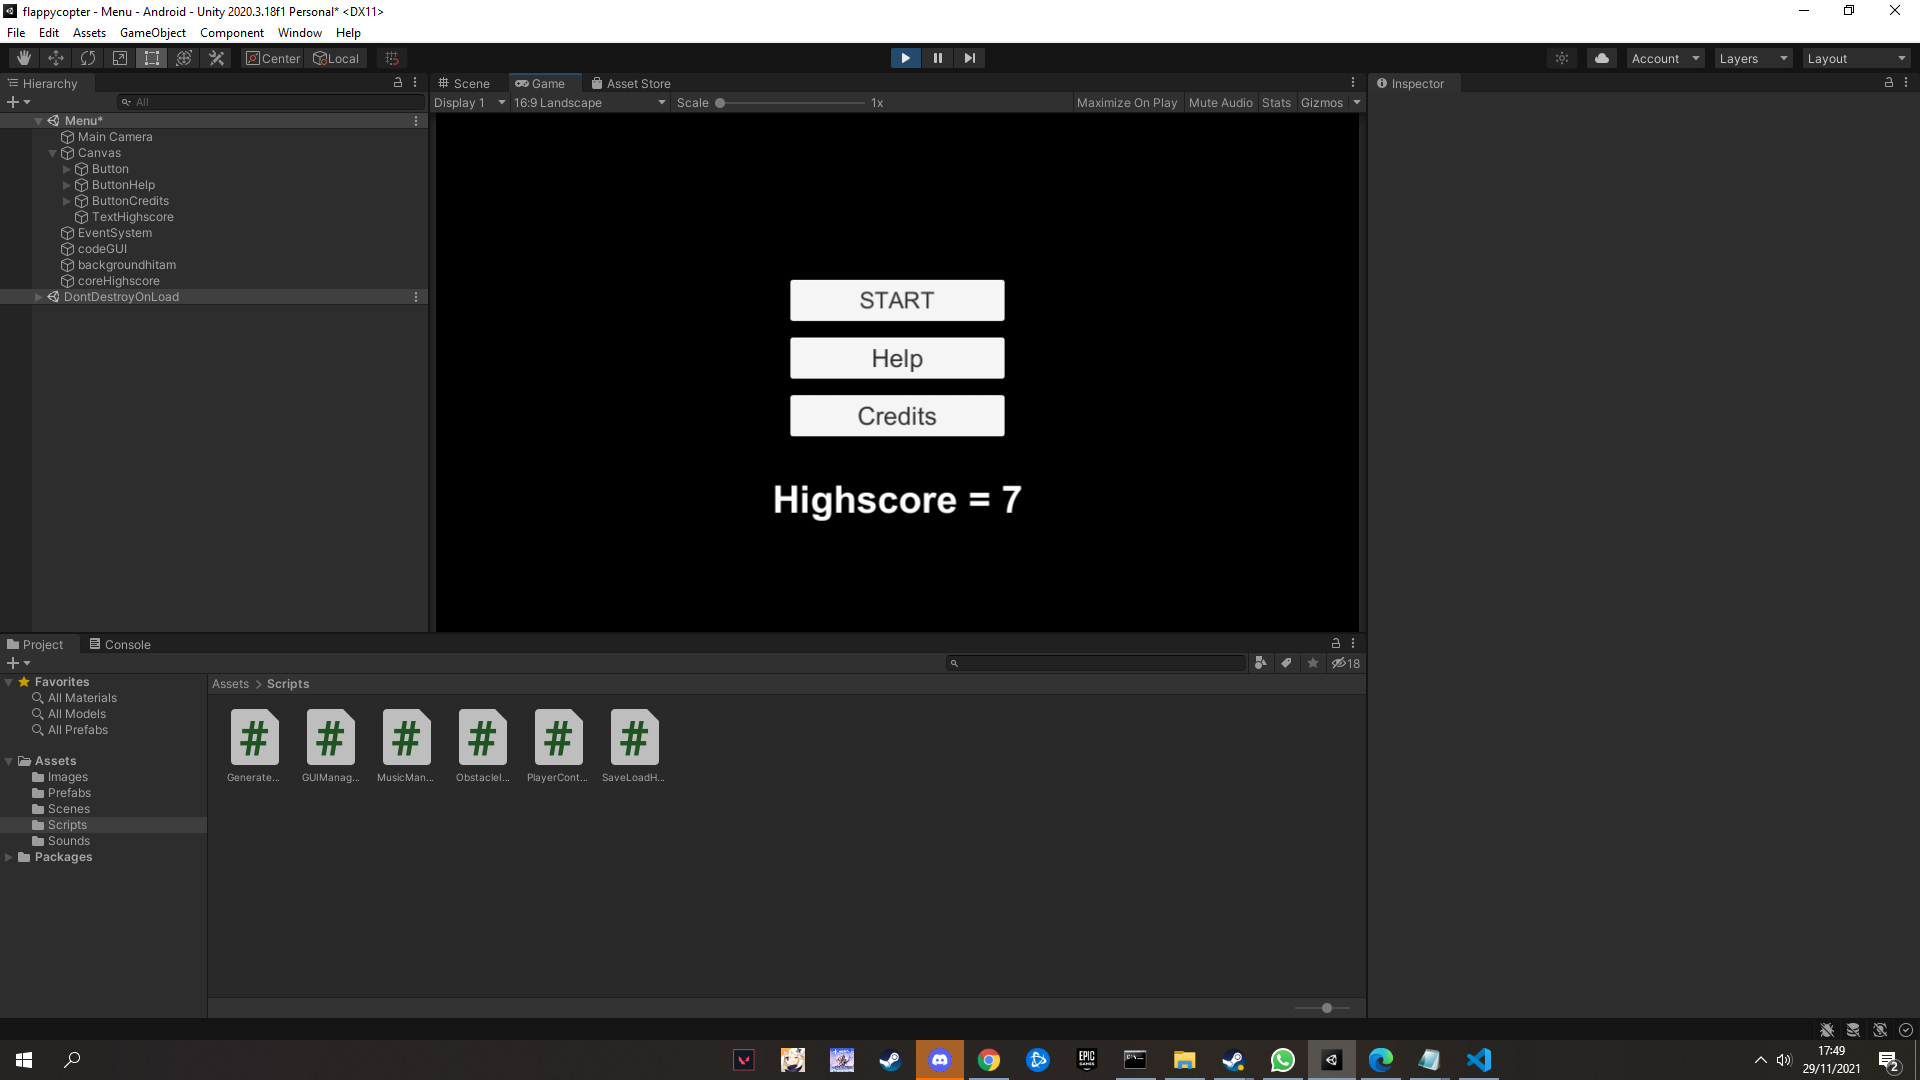 flappycopter - Menu - Android - Unity 2020.3.18f1 Personal* <DX11>
File Edit Assets GameObject Component Window Help
Center Local Account Layers Layout
Hierarchy
All
Menu*
Main Camera
Canvas
Button
ButtonHelp
ButtonCredits
TextHighscore
EventSystem
codeGUI
backgroundhitam
coreHighscore
DontDestroyOnLoad
Scene Game Asset Store
Display 1 16:9 Landscape Scale 1x Maximize On Play Mute Audio Stats Gizmos
START
Help
Credits
Highscore = 7
Inspector
Project Console
18
Favorites
All Materials
All Models
All Prefabs
Assets
Images
Prefabs
Scenes
Scripts
Sounds
Packages
Assets > Scripts
# # # # # #
Generate... GUIManag... MusicMan... ObstacleI... PlayerCont... SaveLoadH...
EPIC GAMES
17:49
29/11/2021
2